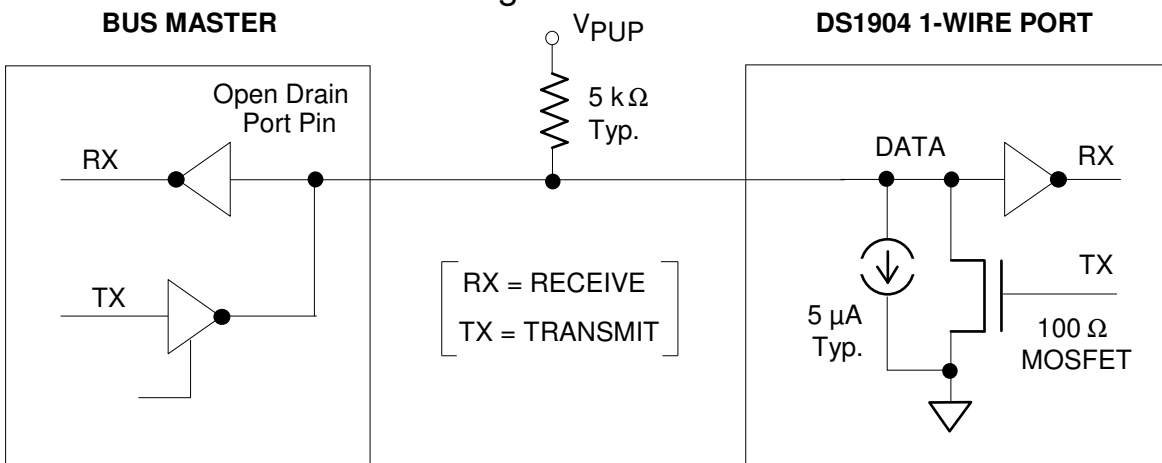 BUS MASTER
VPUP
DS1904 1-WIRE PORT
Open Drain
Port Pin
5 kΩ
Typ.
RX
DATA
RX
TX
RX = RECEIVE
TX = TRANSMIT
TX
5 µA
Typ.
100 Ω
MOSFET